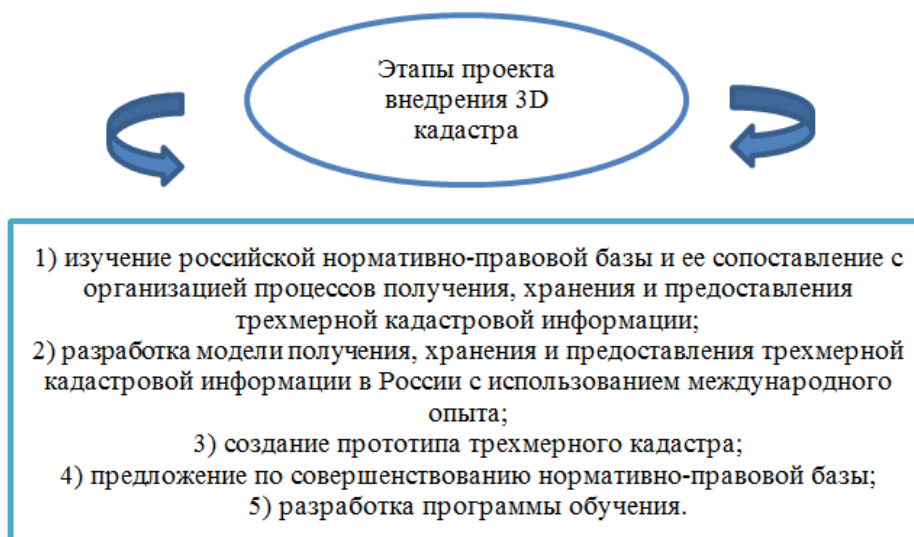 Этапы проекта
внедрения 3D
кадастра
1) изучение российской нормативно-правовой базы и ее сопоставление с
организацией процессов получения, хранения и предоставления
трехмерной кадастровой информации;
2) разработка модели получения, хранения и предоставления трехмерной
кадастровой информации в России с использованием международного
опыта;
3) создание прототипа трехмерного кадастра;
4) предложение по совершенствованию нормативно-правовой базы;
5) разработка программы обучения.